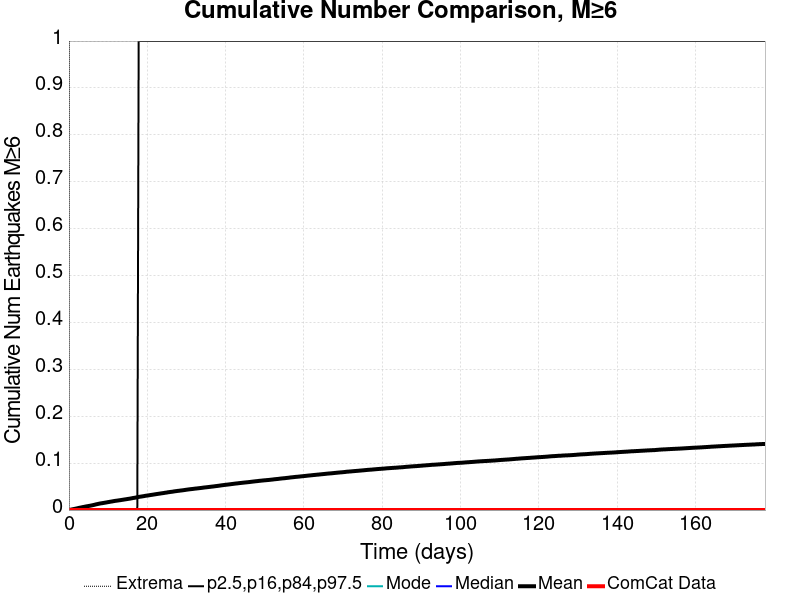 Cumulative Number Comparison, M≥6
Cumulative Num Earthquakes M≥6
1
0.9
0.8
0.7
0.6
0.5
0.4
0.3
0.2
0.1
0
0 20 40 60 80 100 120 140 160
Time (days)
Extrema p2.5,p16,p84,p97.5 Mode Median Mean ComCat Data